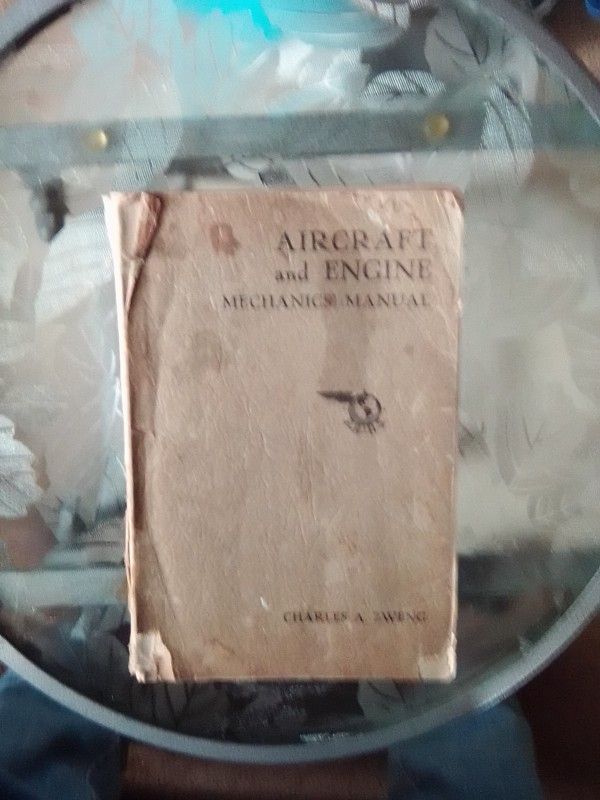 AIRCRAFT
and ENGINE
MECHANICS' MANUAL
CHARLES A. ZWENG